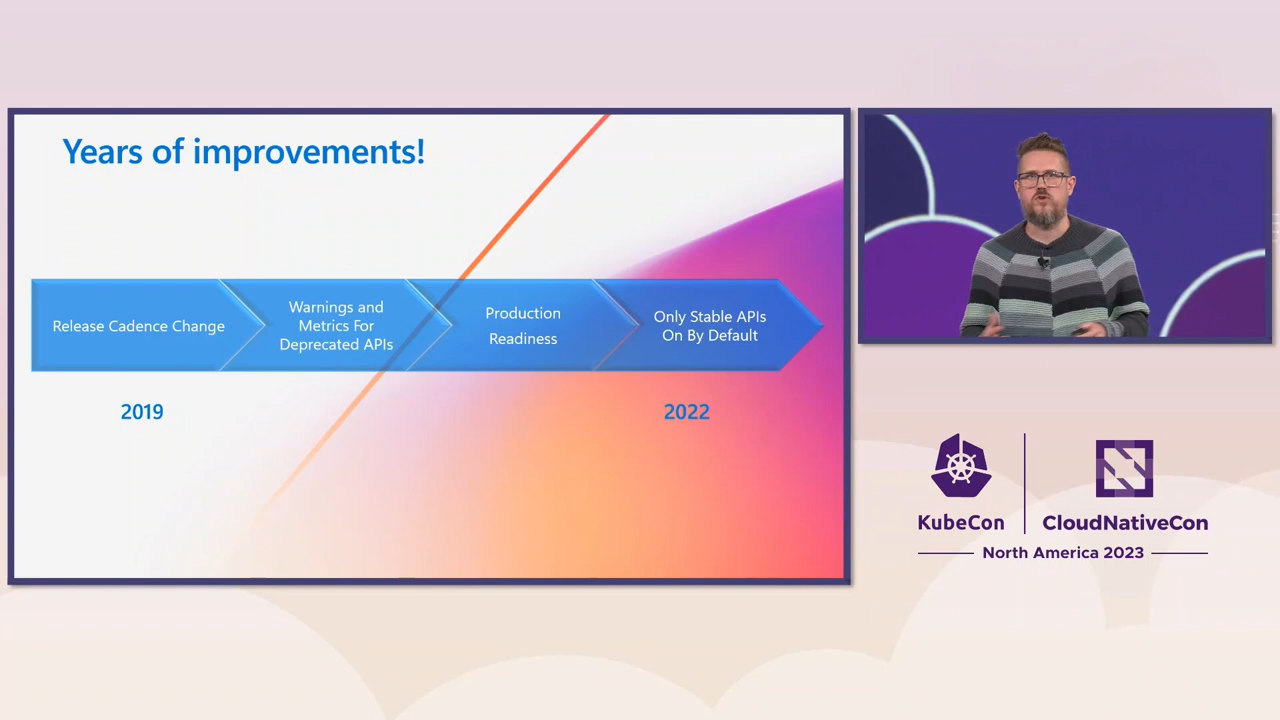 Years of improvements!
Release Cadence Change
Warnings and
Metrics For
Deprecated APIs
Production
Readiness
Only Stable APIs
On By Default
2019
2022
KubeCon
CloudNativeCon
North America 2023